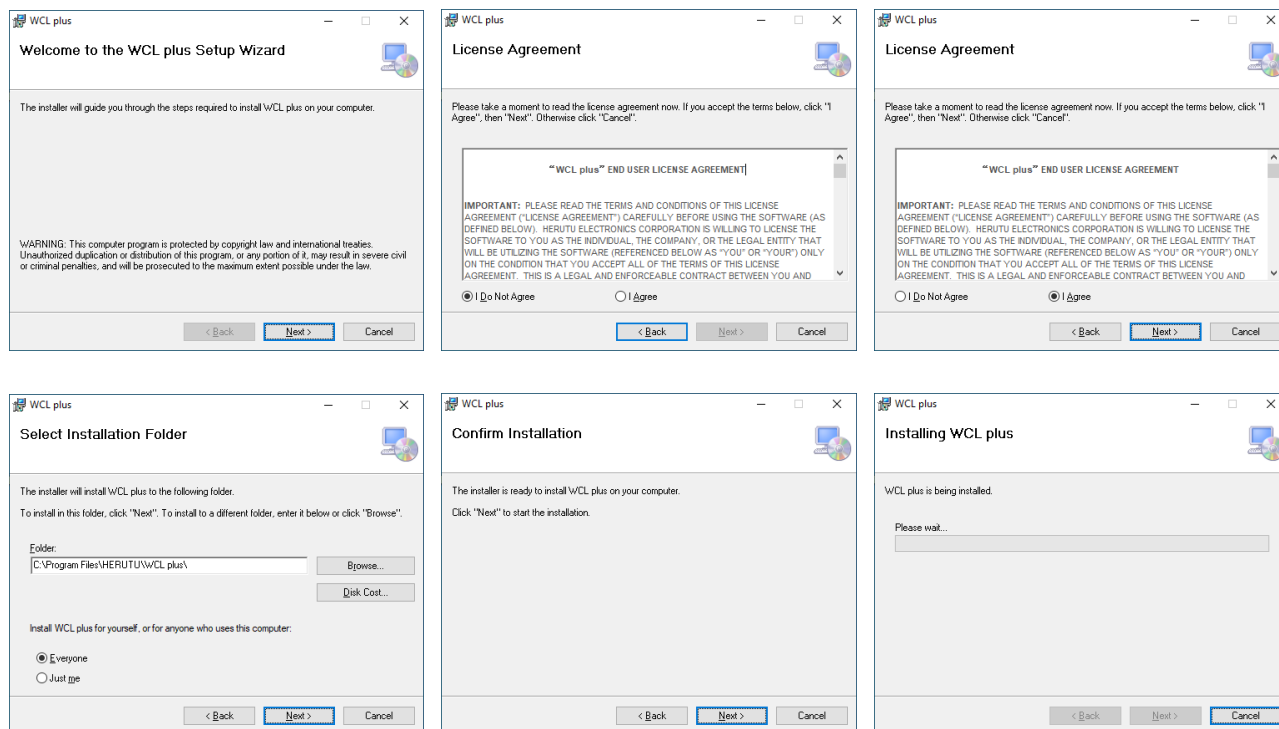 WCL plus
Welcome to the WCL plus Setup Wizard
The installer will guide you through the steps required to install WCL plus on your computer.
WARNING: This computer program is protected by copyright law and international treaties.
Unauthorized duplication or distribution of this program, or any portion of it, may result in severe civil
or criminal penalties, and will be prosecuted to the maximum extent possible under the law.
< Back
Next >
Cancel
WCL plus
License Agreement
Please take a moment to read the license agreement now. If you accept the terms below, click "I
Agree", then "Next". Otherwise click "Cancel".
“WCL plus” END USER LICENSE AGREEMENT
IMPORTANT: PLEASE READ THE TERMS AND CONDITIONS OF THIS LICENSE
AGREEMENT (“LICENSE AGREEMENT”) CAREFULLY BEFORE USING THE SOFTWARE (AS
DEFINED BELOW). HERUTU ELECTRONICS CORPORATION IS WILLING TO LICENSE THE
SOFTWARE TO YOU AS THE INDIVIDUAL, THE COMPANY, OR THE LEGAL ENTITY THAT
WILL BE UTILIZING THE SOFTWARE (REFERENCED BELOW AS “YOU” OR “YOUR”) ONLY
ON THE CONDITION THAT YOU ACCEPT ALL OF THE TERMS OF THIS LICENSE
AGREEMENT. THIS IS A LEGAL AND ENFORCEABLE CONTRACT BETWEEN YOU AND
I Do Not Agree
I Agree
< Back
Next >
Cancel
WCL plus
License Agreement
Please take a moment to read the license agreement now. If you accept the terms below, click "I
Agree", then "Next". Otherwise click "Cancel".
“WCL plus” END USER LICENSE AGREEMENT
IMPORTANT: PLEASE READ THE TERMS AND CONDITIONS OF THIS LICENSE
AGREEMENT (“LICENSE AGREEMENT”) CAREFULLY BEFORE USING THE SOFTWARE (AS
DEFINED BELOW). HERUTU ELECTRONICS CORPORATION IS WILLING TO LICENSE THE
SOFTWARE TO YOU AS THE INDIVIDUAL, THE COMPANY, OR THE LEGAL ENTITY THAT
WILL BE UTILIZING THE SOFTWARE (REFERENCED BELOW AS “YOU” OR “YOUR”) ONLY
ON THE CONDITION THAT YOU ACCEPT ALL OF THE TERMS OF THIS LICENSE
AGREEMENT. THIS IS A LEGAL AND ENFORCEABLE CONTRACT BETWEEN YOU AND
I Do Not Agree
I Agree
< Back
Next >
Cancel
WCL plus
Select Installation Folder
The installer will install WCL plus to the following folder.
To install in this folder, click "Next". To install to a different folder, enter it below or click "Browse".
Folder:
C:\Program Files\HERUTU\WCL plus\
Browse...
Disk Cost...
Install WCL plus for yourself, or for anyone who uses this computer:
Everyone
Just me
< Back
Next >
Cancel
WCL plus
Confirm Installation
The installer is ready to install WCL plus on your computer.
Click "Next" to start the installation.
< Back
Next >
Cancel
WCL plus
Installing WCL plus
WCL plus is being installed.
Please wait...
< Back
Next >
Cancel